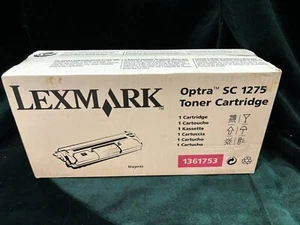 LEXMARK
Optra™ SC 1275
Toner Cartridge
1 Cartridge
1 Cartouche
1 Kassette
1 Cartuccia
1 Cartucho
1 Cartucho
Magenta
1361753